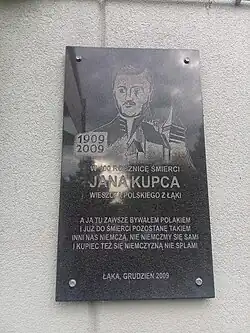 1909
2009
W 100 ROCZNICĘ ŚMIERCI
JANA KUPCA
WIESZCZA POLSKIEGO Z ŁĄKI
A JA TU ZAWSZE BYWAŁEM POLAKIEM
I JUŻ DO ŚMIERCI POZOSTANĘ TAKIEM
INNI NAS NIEMCZĄ, NIE NIEMCZMY SIĘ SAMI
I KUPIEC TEŻ SIĘ NIEMCZYZNĄ NIE SPLAMI
ŁĄKA, GRUDZIEŃ 2009